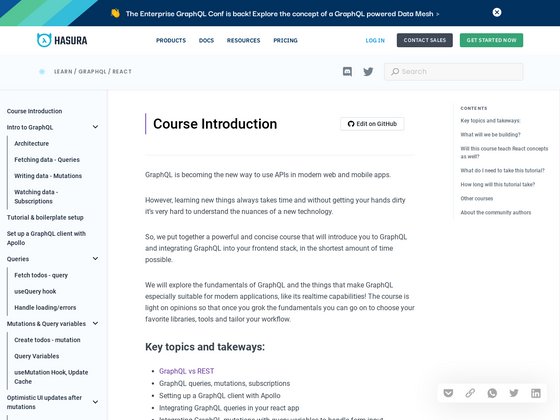 The Enterprise GraphQL Conf is back! Explore the concept of a GraphQL powered Data Mesh >
HASURA
PRODUCTS
DOCS
RESOURCES
PRICING
LOG IN
CONTACT SALES
GET STARTED NOW
LEARN / GRAPHQL / REACT
Search
Course Introduction
Intro to GraphQL
Architecture
Fetching data - Queries
Writing data - Mutations
Watching data -
Subscriptions
Tutorial & boilerplate setup
Set up a GraphQL client with
Apollo
Queries
Fetch todos - query
useQuery hook
Handle loading/errors
Mutations & Query variables
Create todos - mutation
Query Variables
useMutation Hook, Update
Cache
Optimistic UI updates after
mutations
Course Introduction
Edit on GitHub
GraphQL is becoming the new way to use APIs in modern web and mobile apps.
However, learning new things always takes time and without getting your hands dirty
it's very hard to understand the nuances of a new technology.
So, we put together a powerful and concise course that will introduce you to GraphQL
and integrating GraphQL into your frontend stack, in the shortest amount of time
possible.
We will explore the fundamentals of GraphQL and the things that make GraphQL
especially suitable for modern applications, like its realtime capabilities! The course is
light on opinions so that once you grok the fundamentals you can go on to choose your
favorite libraries, tools and tailor your workflow.
Key topics and takeways:
GraphQL vs REST
GraphQL queries, mutations, subscriptions
Setting up a GraphQL client with Apollo
Integrating GraphQL queries in your react app
Integrating GraphQL mutations with query variables to handle form input
CONTENTS
Key topics and takeways:
What will we be building?
Will this course teach React concepts
as well?
What do I need to take this tutorial?
How long will this tutorial take?
Other courses
About the community authors